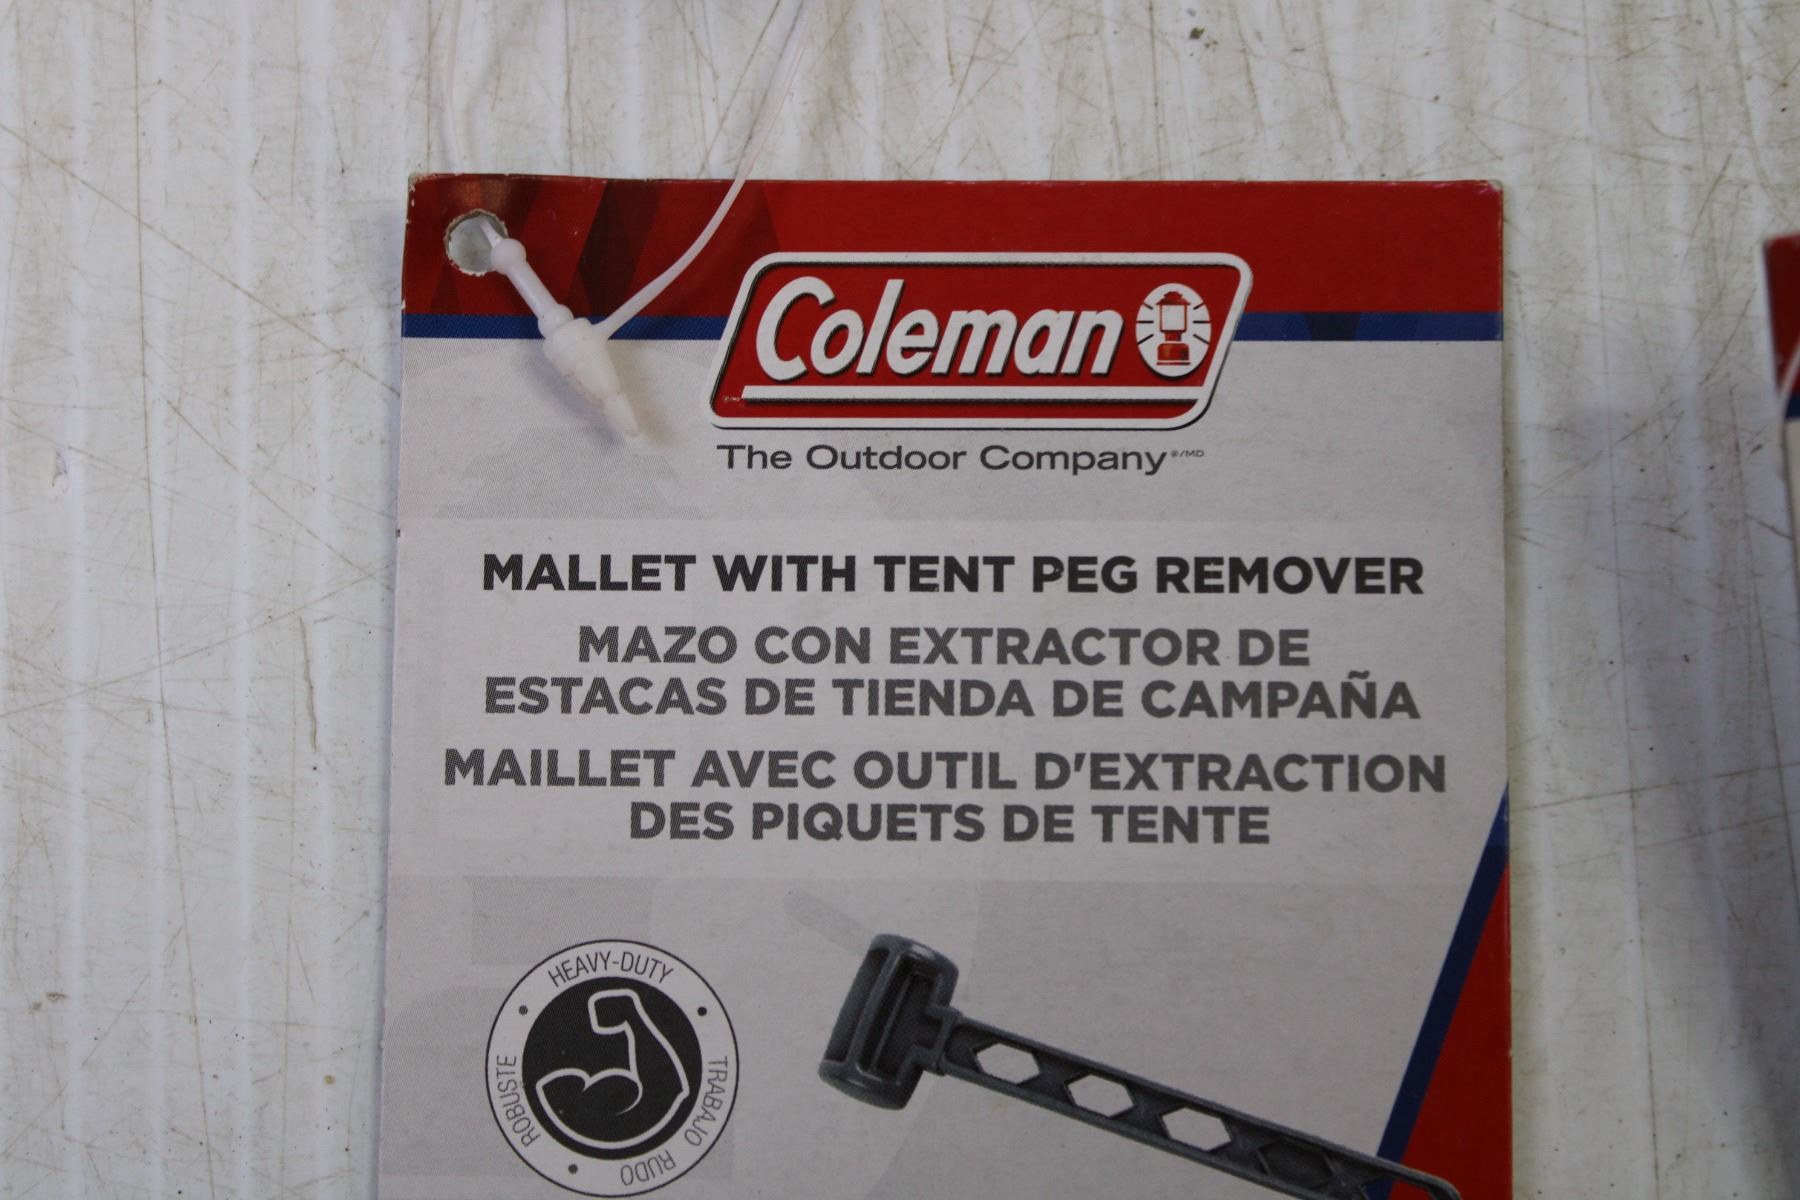 Coleman
The Outdoor Company®/MD
MALLET WITH TENT PEG REMOVER
MAZO CON EXTRACTOR DE
ESTACAS DE TIENDA DE CAMPAÑA
MAILLET AVEC OUTIL D'EXTRACTION
DES PIQUETS DE TENTE
HEAVY-DUTY
TRABAJO RUDO
ROBUSTE